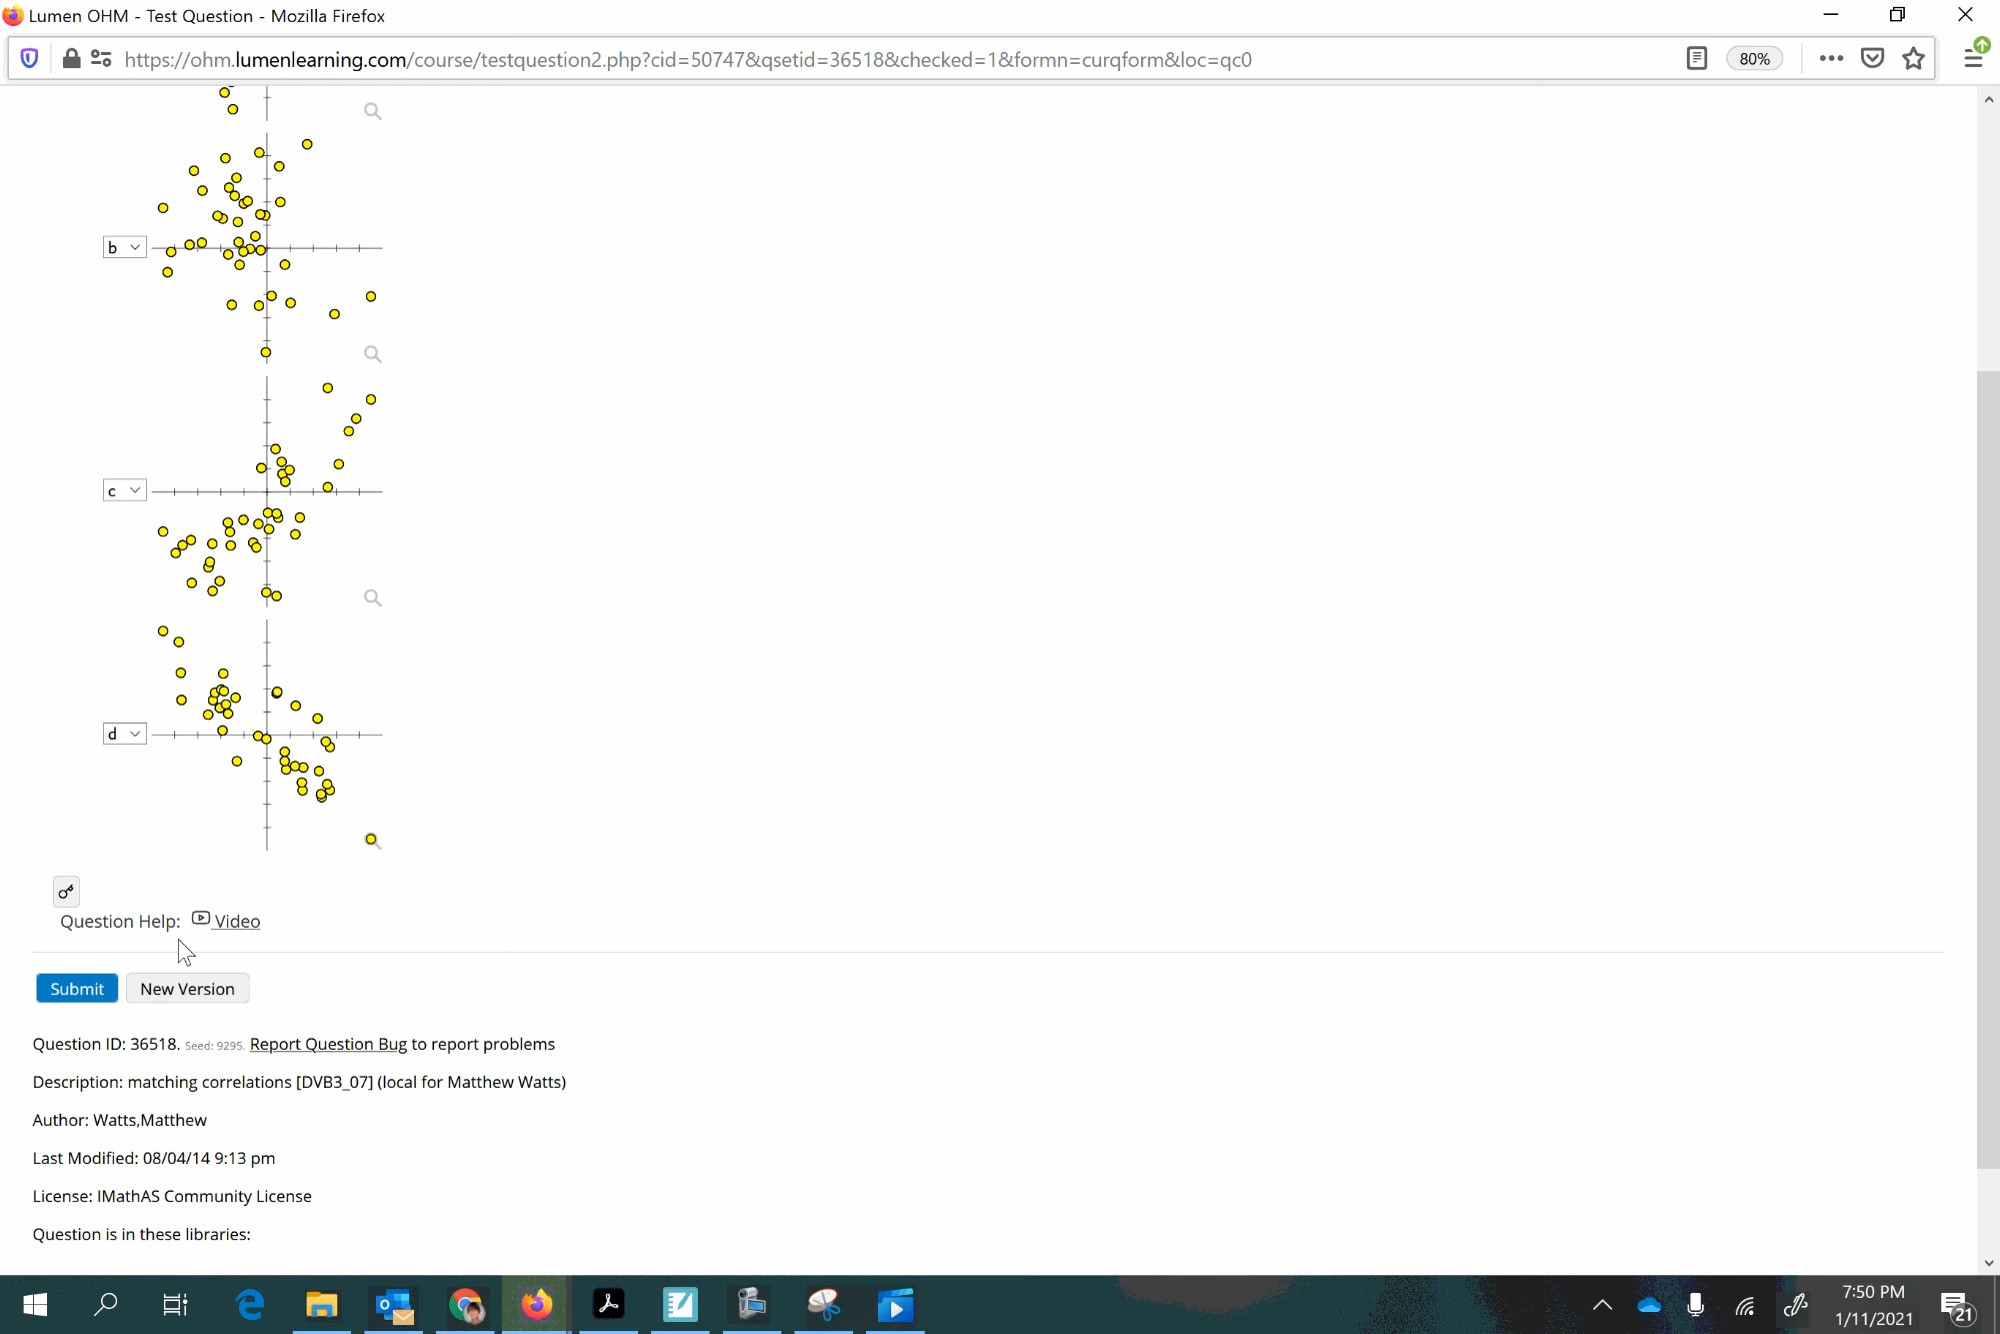 Lumen OHM - Test Question - Mozilla Firefox
https://ohm.lumenlearning.com/course/testquestion2.php?cid=50747&qsetid=36518&checked=1&formn=curqform&loc=qc0
80%
b
c
d
Question Help: Video
Submit
New Version
Question ID: 36518. Seed: 9295. Report Question Bug to report problems
Description: matching correlations [DVB3_07] (local for Matthew Watts)
Author: Watts,Matthew
Last Modified: 08/04/14 9:13 pm
License: IMathAS Community License
Question is in these libraries:
7:50 PM
1/11/2021
21